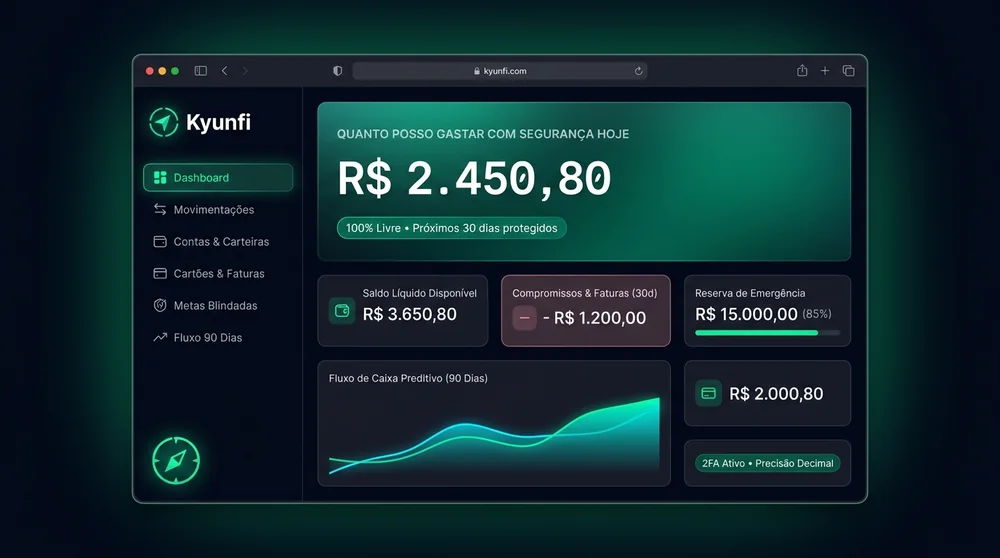 kyunfi.com
Kyunfi
Dashboard
Movimentações
Contas & Carteiras
Cartões & Faturas
Metas Blindadas
Fluxo 90 Dias
QUANTO POSSO GASTAR COM SEGURANÇA HOJE
R$ 2.450,80
100% Livre • Próximos 30 dias protegidos
Saldo Líquido Disponível
R$ 3.650,80
Compromissos & Faturas (30d)
- R$ 1.200,00
Reserva de Emergência
R$ 15.000,00 (85%)
Fluxo de Caixa Preditivo (90 Dias)
R$ 2.000,80
2FA Ativo • Precisão Decimal